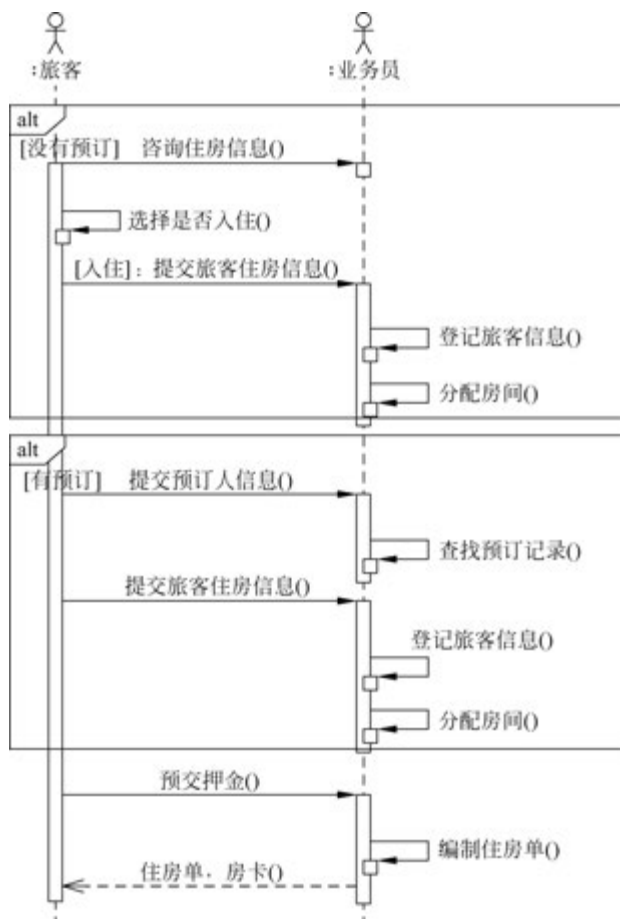 :旅客 :业务员
alt
[没有预订] 咨询住房信息()
选择是否入住()
[入住]：提交旅客住房信息()
登记旅客信息()
分配房间()
alt
[有预订] 提交预订人信息()
查找预订记录()
提交旅客住房信息()
登记旅客信息()
分配房间()
预交押金()
编制住房单()
住房单，房卡()